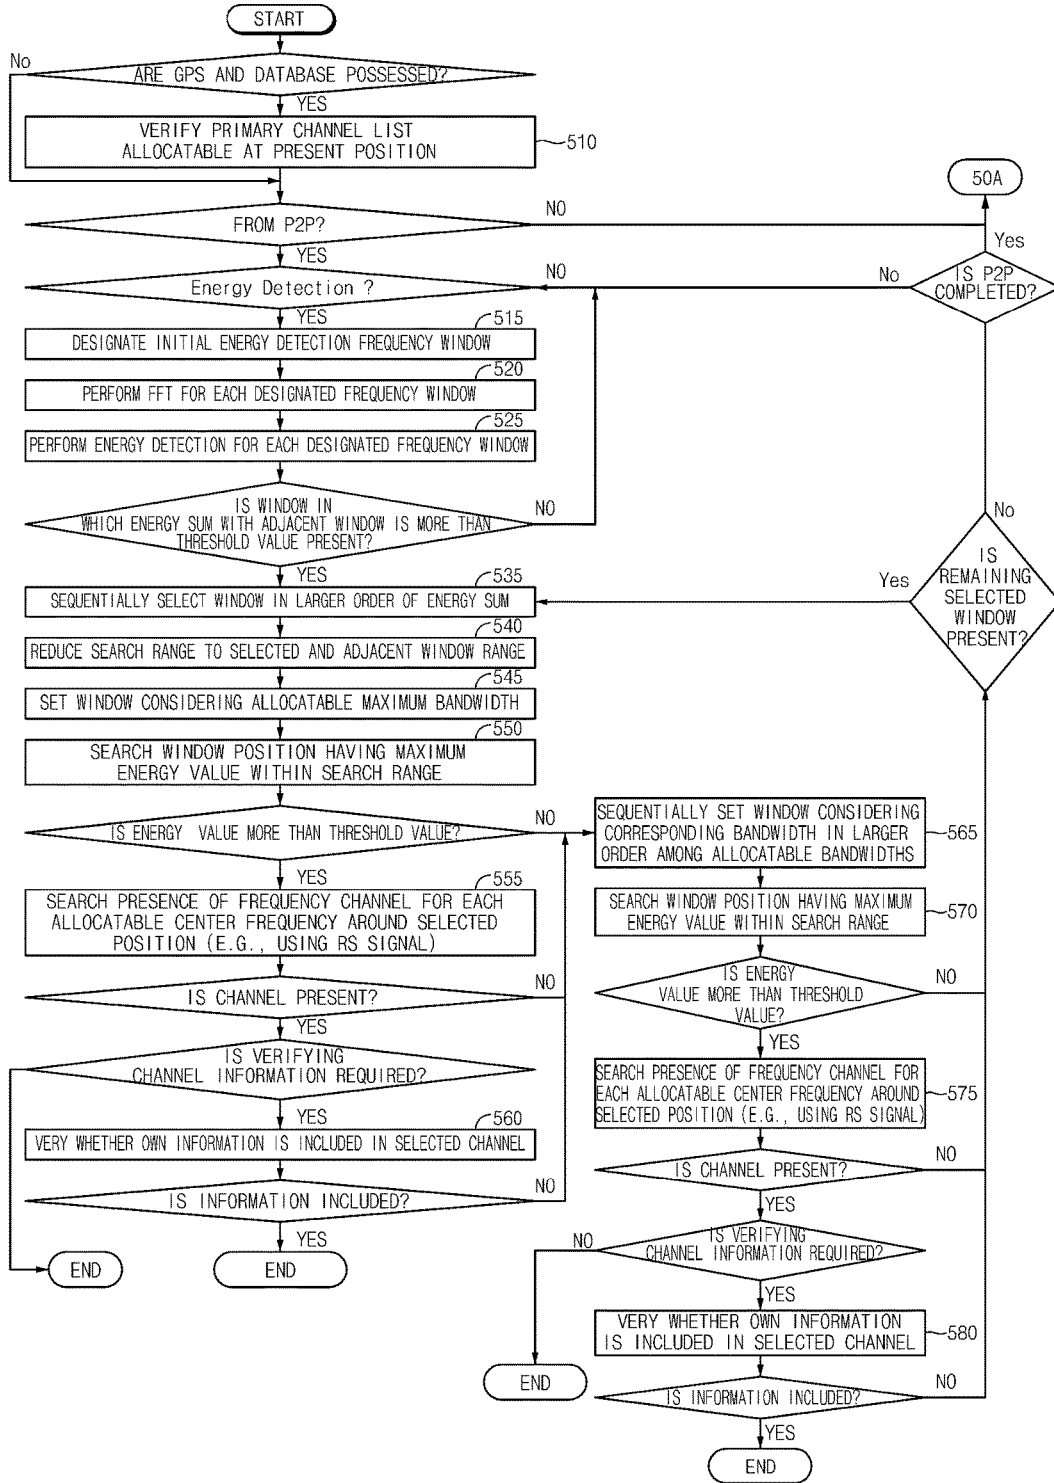 START
No
ARE GPS AND DATABASE POSSESSED?
YES
VERIFY PRIMARY CHANNEL LIST
ALLOCATABLE AT PRESENT POSITION
510
50A
FROM P2P?
NO
YES
Yes
Energy Detection ?
NO
No
IS P2P
COMPLETED?
YES
515
DESIGNATE INITIAL ENERGY DETECTION FREQUENCY WINDOW
520
PERFORM FFT FOR EACH DESIGNATED FREQUENCY WINDOW
525
PERFORM ENERGY DETECTION FOR EACH DESIGNATED FREQUENCY WINDOW
IS WINDOW IN
WHICH ENERGY SUM WITH ADJACENT WINDOW IS MORE THAN
THRESHOLD VALUE PRESENT?
NO
YES
No
IS
REMAINING
SELECTED
WINDOW
PRESENT?
Yes
535
SEQUENTIALLY SELECT WINDOW IN LARGER ORDER OF ENERGY SUM
540
REDUCE SEARCH RANGE TO SELECTED AND ADJACENT WINDOW RANGE
545
SET WINDOW CONSIDERING ALLOCATABLE MAXIMUM BANDWIDTH
550
SEARCH WINDOW POSITION HAVING MAXIMUM
ENERGY VALUE WITHIN SEARCH RANGE
IS ENERGY VALUE MORE THAN THRESHOLD VALUE?
NO
YES
555
SEARCH PRESENCE OF FREQUENCY CHANNEL FOR EACH
ALLOCATABLE CENTER FREQUENCY AROUND SELECTED
POSITION (E.G., USING RS SIGNAL)
IS CHANNEL PRESENT?
NO
YES
IS VERIFYING
CHANNEL INFORMATION REQUIRED?
YES
560
VERY WHETHER OWN INFORMATION IS INCLUDED IN SELECTED CHANNEL
IS INFORMATION INCLUDED?
NO
YES
END
END
SEQUENTIALLY SET WINDOW CONSIDERING
CORRESPONDING BANDWIDTH IN LARGER
ORDER AMONG ALLOCATABLE BANDWIDTHS
565
SEARCH WINDOW POSITION HAVING MAXIMUM
ENERGY VALUE WITHIN SEARCH RANGE
570
IS ENERGY
VALUE MORE THAN THRESHOLD
VALUE?
NO
YES
SEARCH PRESENCE OF FREQUENCY CHANNEL FOR
EACH ALLOCATABLE CENTER FREQUENCY AROUND
SELECTED POSITION (E.G., USING RS SIGNAL)
575
IS CHANNEL PRESENT?
NO
YES
IS VERIFYING
CHANNEL INFORMATION REQUIRED?
NO
YES
VERY WHETHER OWN INFORMATION
IS INCLUDED IN SELECTED CHANNEL
580
END
IS INFORMATION INCLUDED?
NO
YES
END